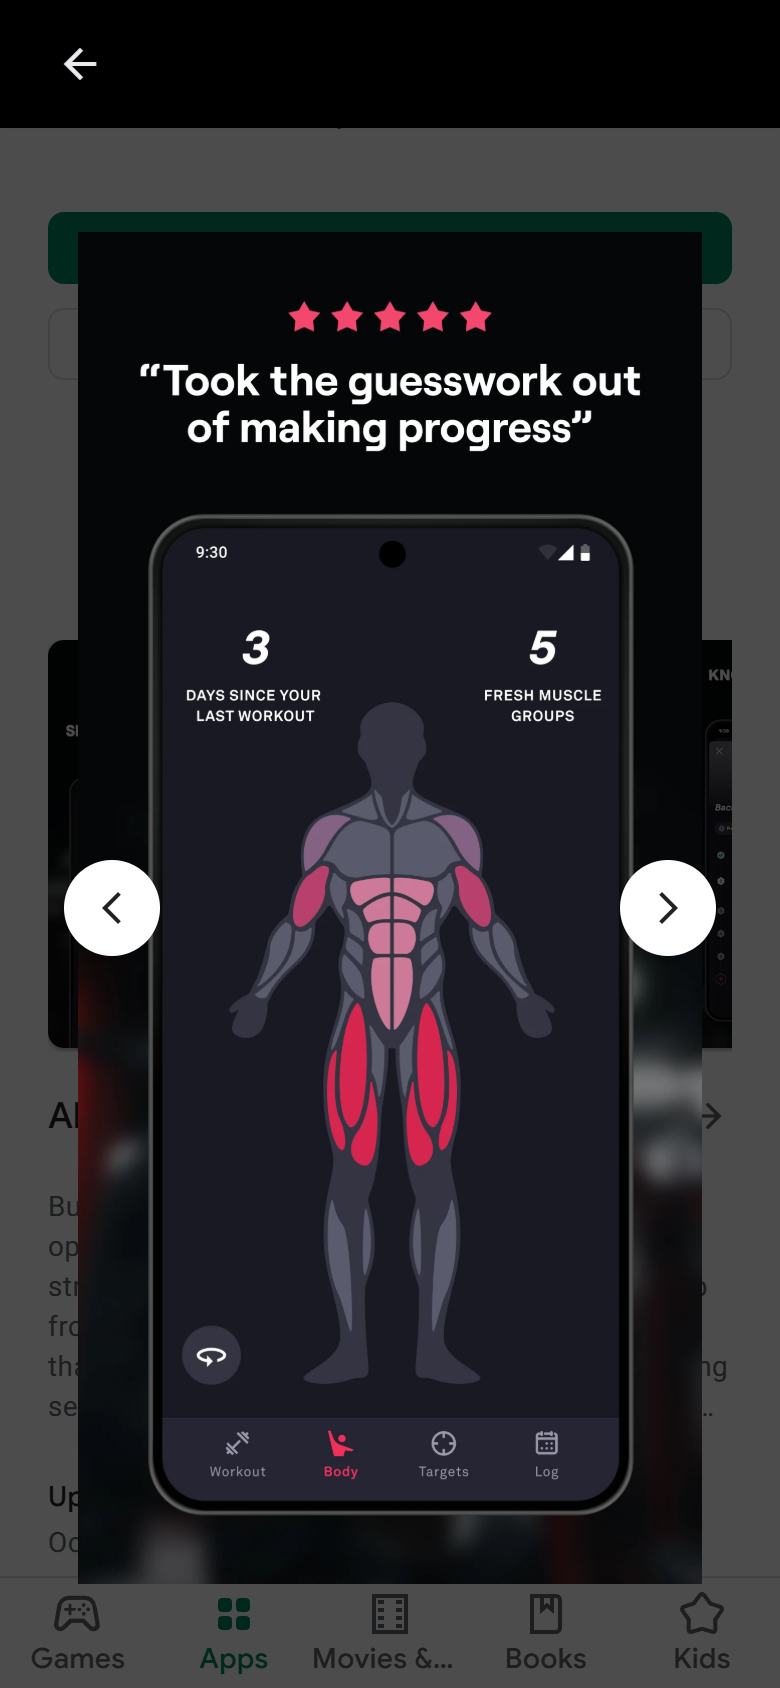 “Took the guesswork out
of making progress”
9:30
3
DAYS SINCE YOUR
LAST WORKOUT
5
FRESH MUSCLE
GROUPS
Workout
Body
Targets
Log
Games
Apps
Movies &...
Books
Kids